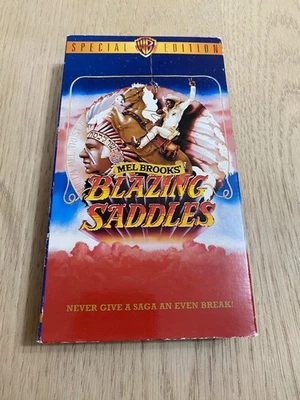 SPECIAL WB EDITION
MEL BROOKS'
BLAZING
SADDLES
NEVER GIVE A SAGA AN EVEN BREAK!